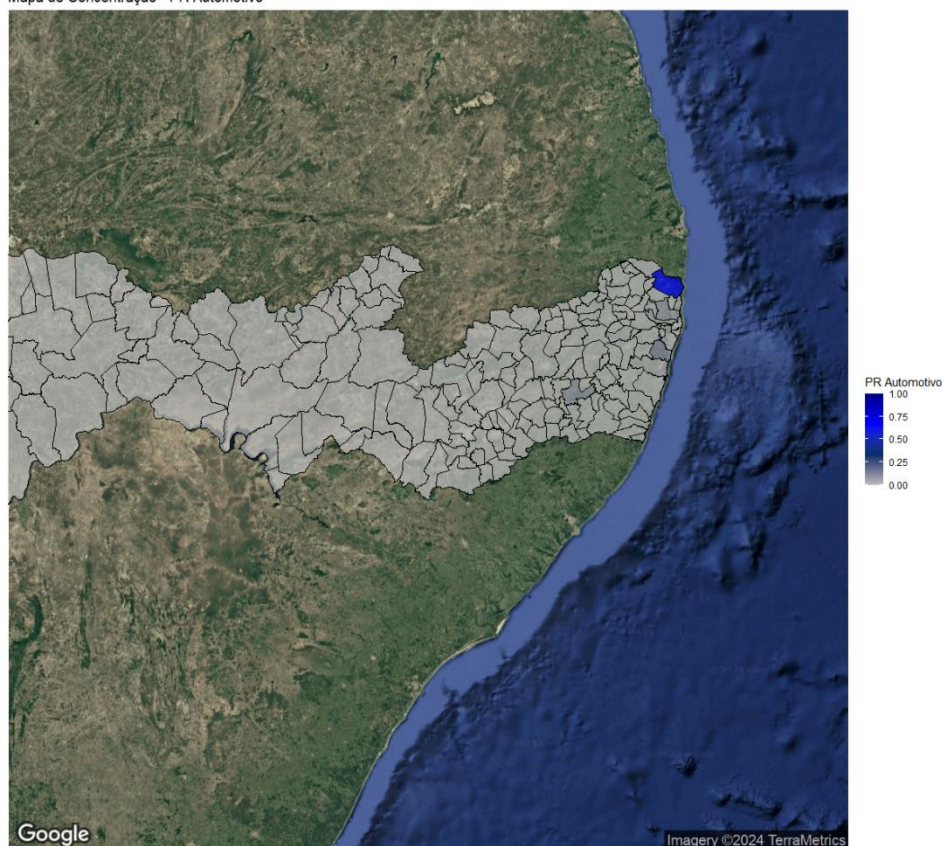 Mapa de Concentração - PR Automotivo
PR Automotivo
1.00
0.75
0.50
0.25
0.00
Google
Imagery ©2024 TerraMetrics